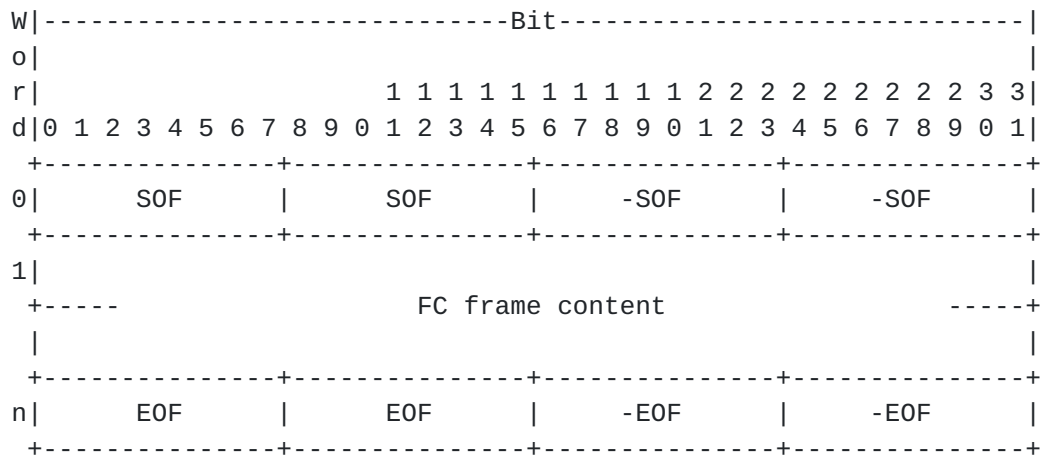 W|------------------------------Bit------------------------------|
o|                                                               |
r|                      1 1 1 1 1 1 1 1 1 1 2 2 2 2 2 2 2 2 2 3 3|
d|0 1 2 3 4 5 6 7 8 9 0 1 2 3 4 5 6 7 8 9 0 1 2 3 4 5 6 7 8 9 0 1|
 +---------------+---------------+---------------+---------------+
0|      SOF      |      SOF      |     -SOF      |     -SOF      |
 +---------------+---------------+---------------+---------------+
1|                                                               |
 +-----                   FC frame content                  -----+
 |                                                               |
 +---------------+---------------+---------------+---------------+
n|      EOF      |      EOF      |     -EOF      |     -EOF      |
 +---------------+---------------+---------------+---------------+